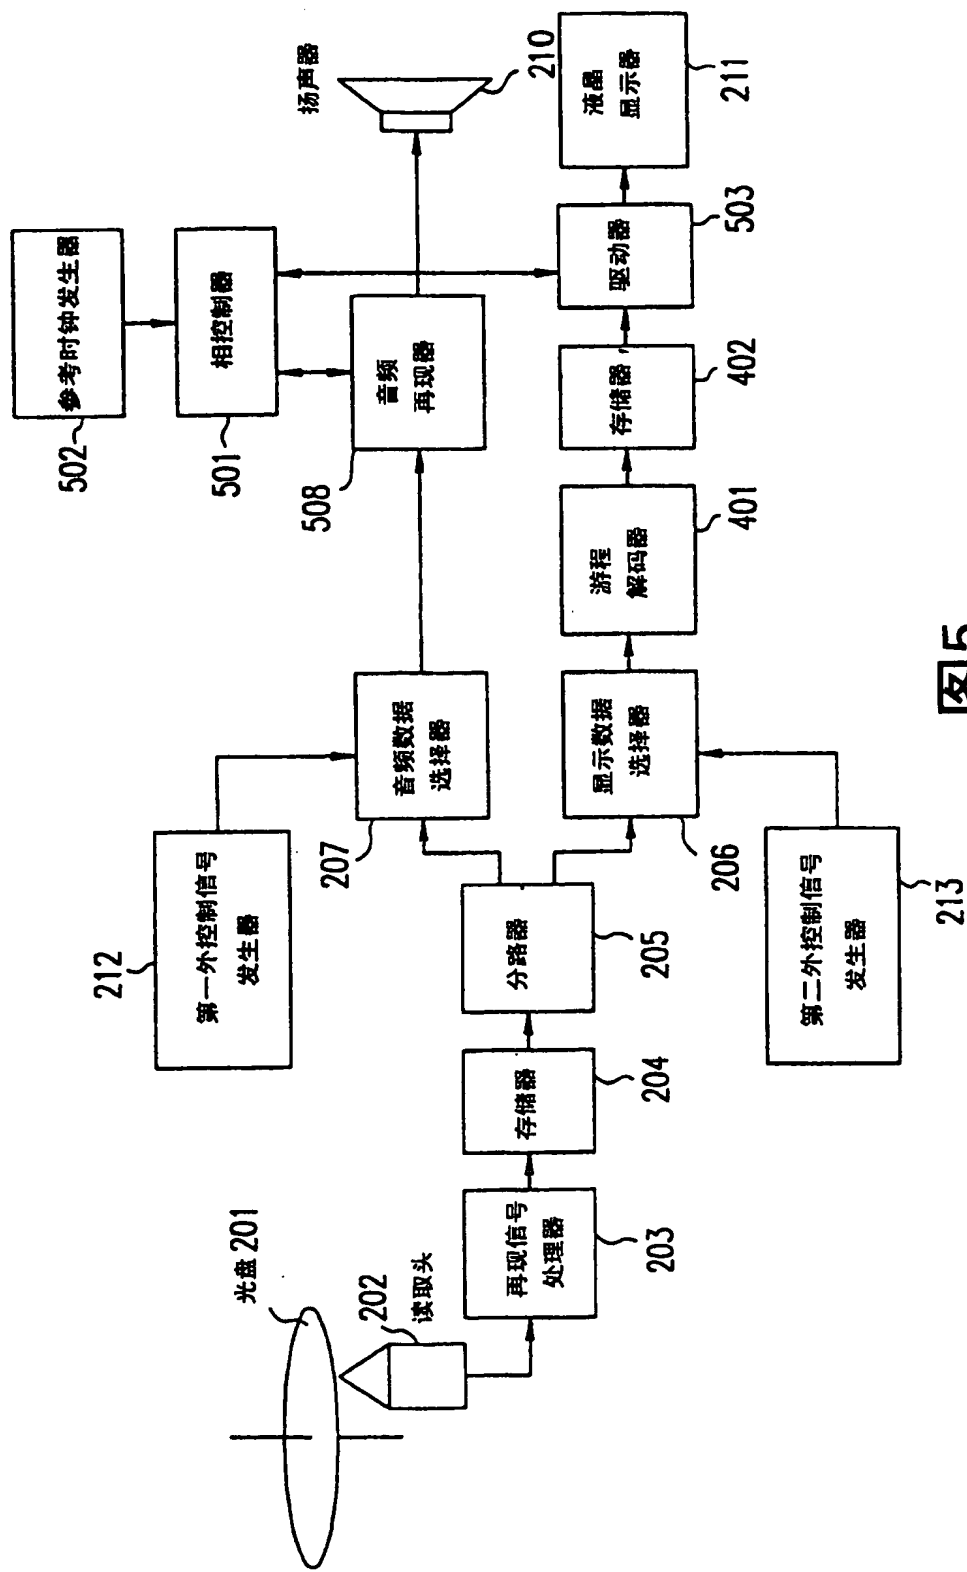 光盘 201
202
读取头
再现信号
处理器
203
存储器
204
分路器
205
第一外控制信号
发生器
212
音频数据
选择器
207
第二外控制信号
发生器
213
显示数据
选择器
206
游程
解码器
401
存储器
402
驱动器
503
液晶
显示器
211
音频
再现器
508
相控制器
501
参考时钟发生器
502
扬声器
210
图5